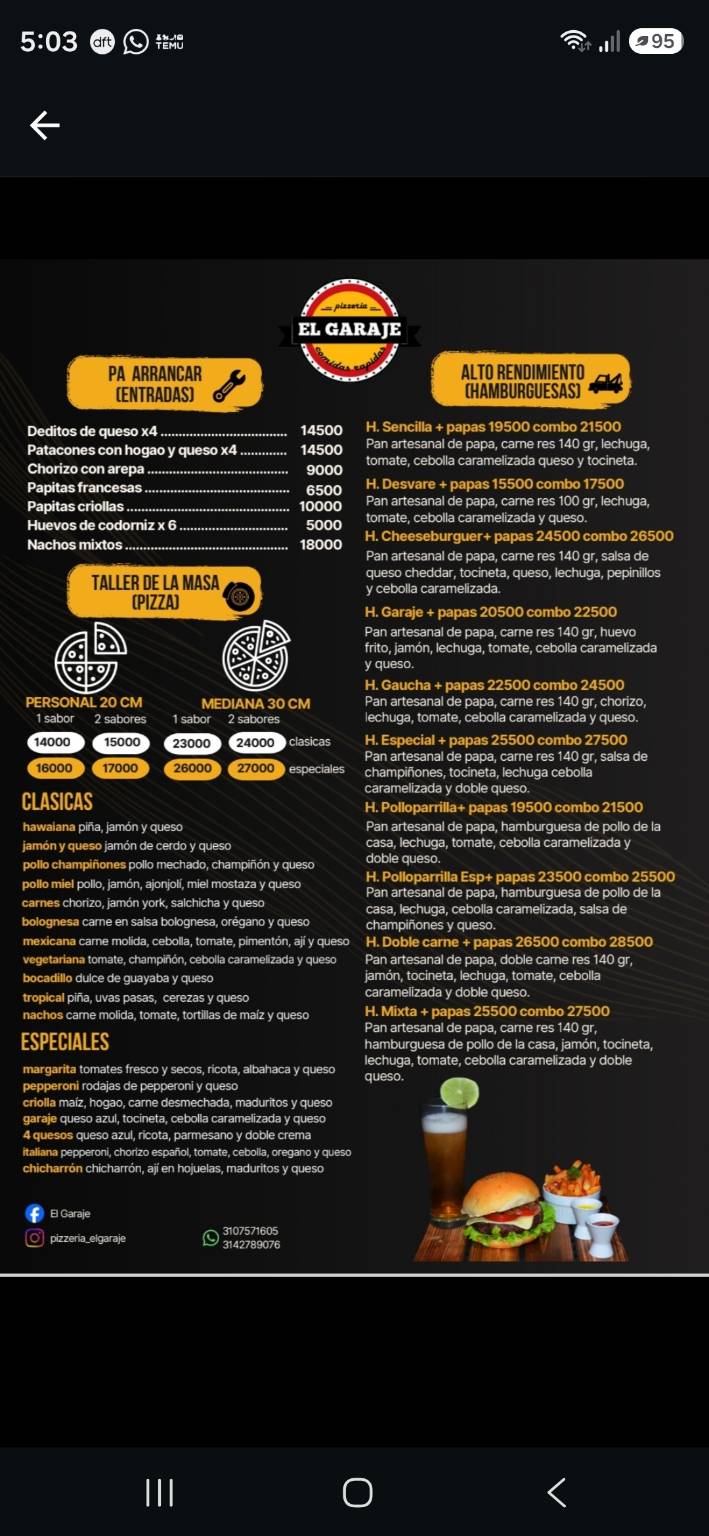 5:03
dft
TEMU
95
pizzeria
EL GARAJE
comidas rapidas
PA ARRANCAR
(ENTRADAS)
Deditos de queso x4 ................................ 14500
Patacones con hogao y queso x4 ............ 14500
Chorizo con arepa ................................... 9000
Papitas francesas .................................... 6500
Papitas criollas ........................................ 10000
Huevos de codorniz x 6 ........................... 5000
Nachos mixtos ......................................... 18000
TALLER DE LA MASA
(PIZZA)
PERSONAL 20 CM MEDIANA 30 CM
1 sabor 2 sabores 1 sabor 2 sabores
14000 15000 23000 24000 clasicas
16000 17000 26000 27000 especiales
CLASICAS
hawaiana piña, jamón y queso
jamón y queso jamón de cerdo y queso
pollo champiñones pollo mechado, champiñón y queso
pollo miel pollo, jamón, ajonjolí, miel mostaza y queso
carnes chorizo, jamón york, salchicha y queso
bolognesa carne en salsa bolognesa, orégano y queso
mexicana carne molida, cebolla, tomate, pimentón, ají y queso
vegetariana tomate, champiñón, cebolla caramelizada y queso
bocadillo dulce de guayaba y queso
tropical piña, uvas pasas, cerezas y queso
nachos carne molida, tomate, tortillas de maíz y queso
ESPECIALES
margarita tomates fresco y secos, ricota, albahaca y queso
pepperoni rodajas de pepperoni y queso
criolla maíz, hogao, carne desmechada, maduritos y queso
garaje queso azul, tocineta, cebolla caramelizada y queso
4 quesos queso azul, ricota, parmesano y doble crema
italiana pepperoni, chorizo español, tomate, cebolla, oregano y queso
chicharrón chicharrón, ají en hojuelas, maduritos y queso
El Garaje
pizzeria_elgaraje
3107571605
3142789076
ALTO RENDIMIENTO
(HAMBURGUESAS)
H. Sencilla + papas 19500 combo 21500
Pan artesanal de papa, carne res 140 gr, lechuga,
tomate, cebolla caramelizada queso y tocineta.
H. Desvare + papas 15500 combo 17500
Pan artesanal de papa, carne res 100 gr, lechuga,
tomate, cebolla caramelizada y queso.
H. Cheeseburguer+ papas 24500 combo 26500
Pan artesanal de papa, carne res 140 gr, salsa de
queso cheddar, tocineta, queso, lechuga, pepinillos
y cebolla caramelizada.
H. Garaje + papas 20500 combo 22500
Pan artesanal de papa, carne res 140 gr, huevo
frito, jamón, lechuga, tomate, cebolla caramelizada
y queso.
H. Gaucha + papas 22500 combo 24500
Pan artesanal de papa, carne res 140 gr, chorizo,
lechuga, tomate, cebolla caramelizada y queso.
H. Especial + papas 25500 combo 27500
Pan artesanal de papa, carne res 140 gr, salsa de
champiñones, tocineta, lechuga cebolla
caramelizada y doble queso.
H. Polloparrilla+ papas 19500 combo 21500
Pan artesanal de papa, hamburguesa de pollo de la
casa, lechuga, tomate, cebolla caramelizada y
doble queso.
H. Polloparrilla Esp+ papas 23500 combo 25500
Pan artesanal de papa, hamburguesa de pollo de la
casa, lechuga, cebolla caramelizada, salsa de
champiñones y queso.
H. Doble carne + papas 26500 combo 28500
Pan artesanal de papa, doble carne res 140 gr,
jamón, tocineta, lechuga, tomate, cebolla
caramelizada y doble queso.
H. Mixta + papas 25500 combo 27500
Pan artesanal de papa, carne res 140 gr,
hamburguesa de pollo de la casa, jamón, tocineta,
lechuga, tomate, cebolla caramelizada y doble
queso.